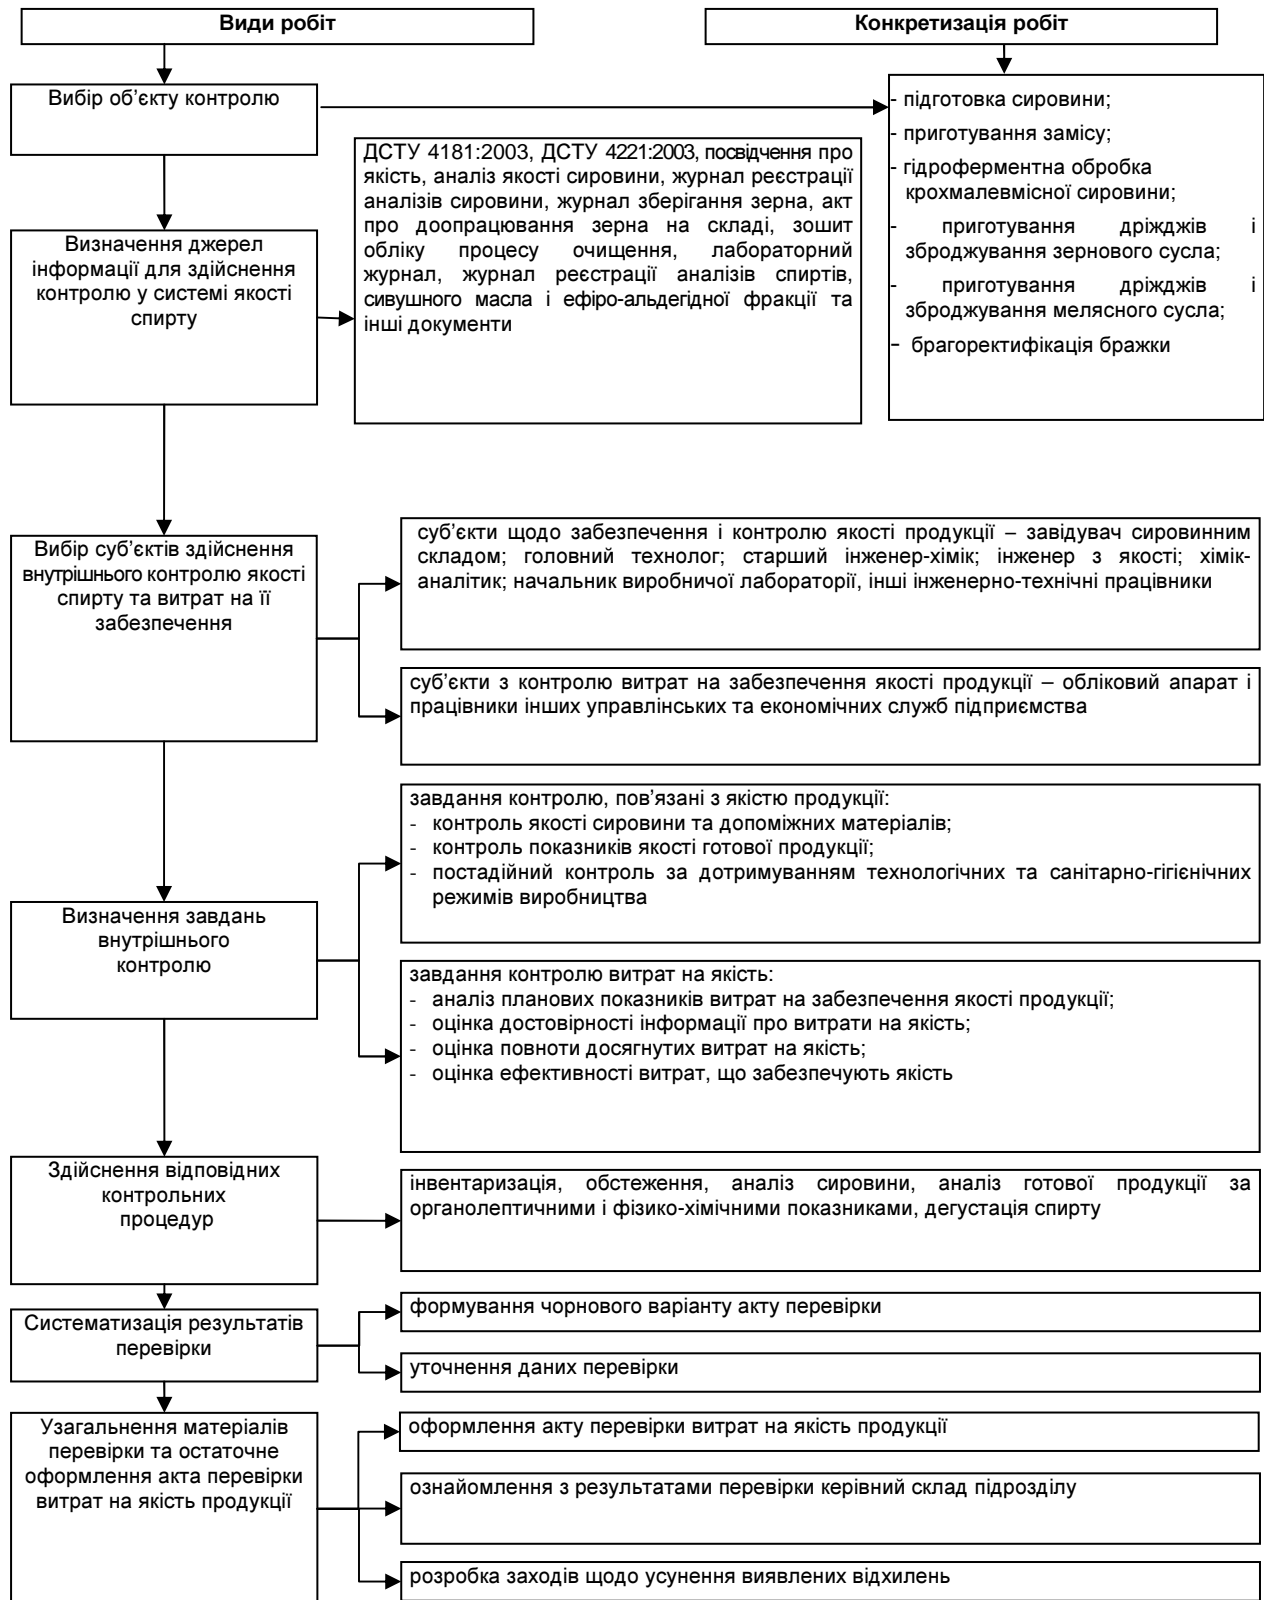 Види робіт
Конкретизація робіт
Вибір об’єкту контролю
- підготовка сировини;
- приготування замісу;
- гідроферментна обробка
крохмалевмісної сировини;
- приготування дріжджів і
зброджування зернового сусла;
- приготування дріжджів і
зброджування мелясного сусла;
- брагоректифікація бражки
Визначення джерел
інформації для здійснення
контролю у системі якості
спирту
ДСТУ 4181:2003, ДСТУ 4221:2003, посвідчення про
якість, аналіз якості сировини, журнал реєстрації
аналізів сировини, журнал зберігання зерна, акт
про доопрацювання зерна на складі, зошит
обліку процесу очищення, лабораторний
журнал, журнал реєстрації аналізів спиртів,
сивушного масла і ефіро-альдегідної фракції та
інші документи
Вибір суб’єктів здійснення
внутрішнього контролю якості
спирту та витрат на її
забезпечення
суб’єкти щодо забезпечення і контролю якості продукції – завідувач сировинним
складом; головний технолог; старший інженер-хімік; інженер з якості; хімік-
аналітик; начальник виробничої лабораторії, інші інженерно-технічні працівники
суб’єкти з контролю витрат на забезпечення якості продукції – обліковий апарат і
працівники інших управлінських та економічних служб підприємства
Визначення завдань
внутрішнього
контролю
завдання контролю, пов’язані з якістю продукції:
- контроль якості сировини та допоміжних матеріалів;
- контроль показників якості готової продукції;
- постадійний контроль за дотримуванням технологічних та санітарно-гігієнічних
режимів виробництва
завдання контролю витрат на якість:
- аналіз планових показників витрат на забезпечення якості продукції;
- оцінка достовірності інформації про витрати на якість;
- оцінка повноти досягнутих витрат на якість;
- оцінка ефективності витрат, що забезпечують якість
Здійснення відповідних
контрольних
процедур
інвентаризація, обстеження, аналіз сировини, аналіз готової продукції за
органолептичними і фізико-хімічними показниками, дегустація спирту
Систематизація результатів
перевірки
формування чорнового варіанту акту перевірки
уточнення даних перевірки
Узагальнення матеріалів
перевірки та остаточне
оформлення акта перевірки
витрат на якість продукції
оформлення акту перевірки витрат на якість продукції
ознайомлення з результатами перевірки керівний склад підрозділу
розробка заходів щодо усунення виявлених відхилень